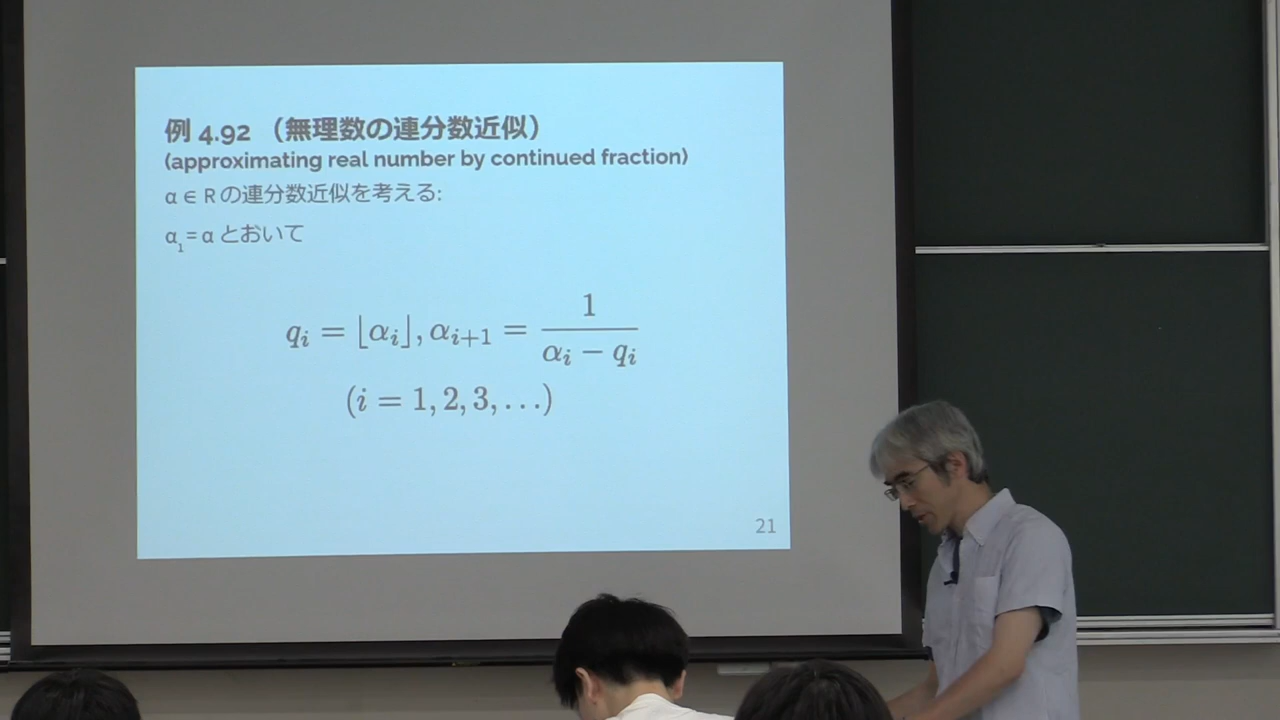 例 4.92 （無理数の連分数近似）
(approximating real number by continued fraction)
α ∈ R の連分数近似を考える:
α₁= α とおいて
qᵢ = ⌊αᵢ⌋, αᵢ₊₁ = 1 / (αᵢ − qᵢ)
(i = 1, 2, 3, . . .)
21